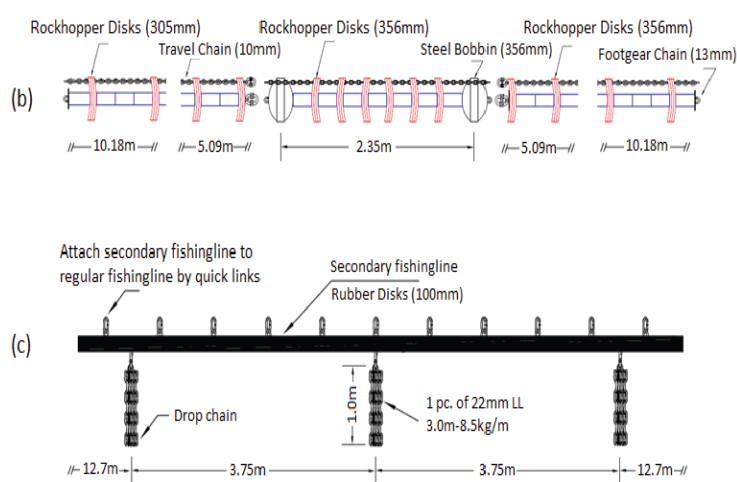 Rockhopper Disks (305mm)
Rockhopper Disks (356mm)
Rockhopper Disks (356mm)
Travel Chain (10mm)
Steel Bobbin (356mm)
Footgear Chain (13mm)
(b)
10.18m
5.09m
2.35m
5.09m
10.18m
Attach secondary fishingline to
regular fishingline by quick links
Secondary fishingline
Rubber Disks (100mm)
(c)
1.0m
Drop chain
1 pc. of 22mm LL
3.0m-8.5kg/m
12.7m
3.75m
3.75m
12.7m